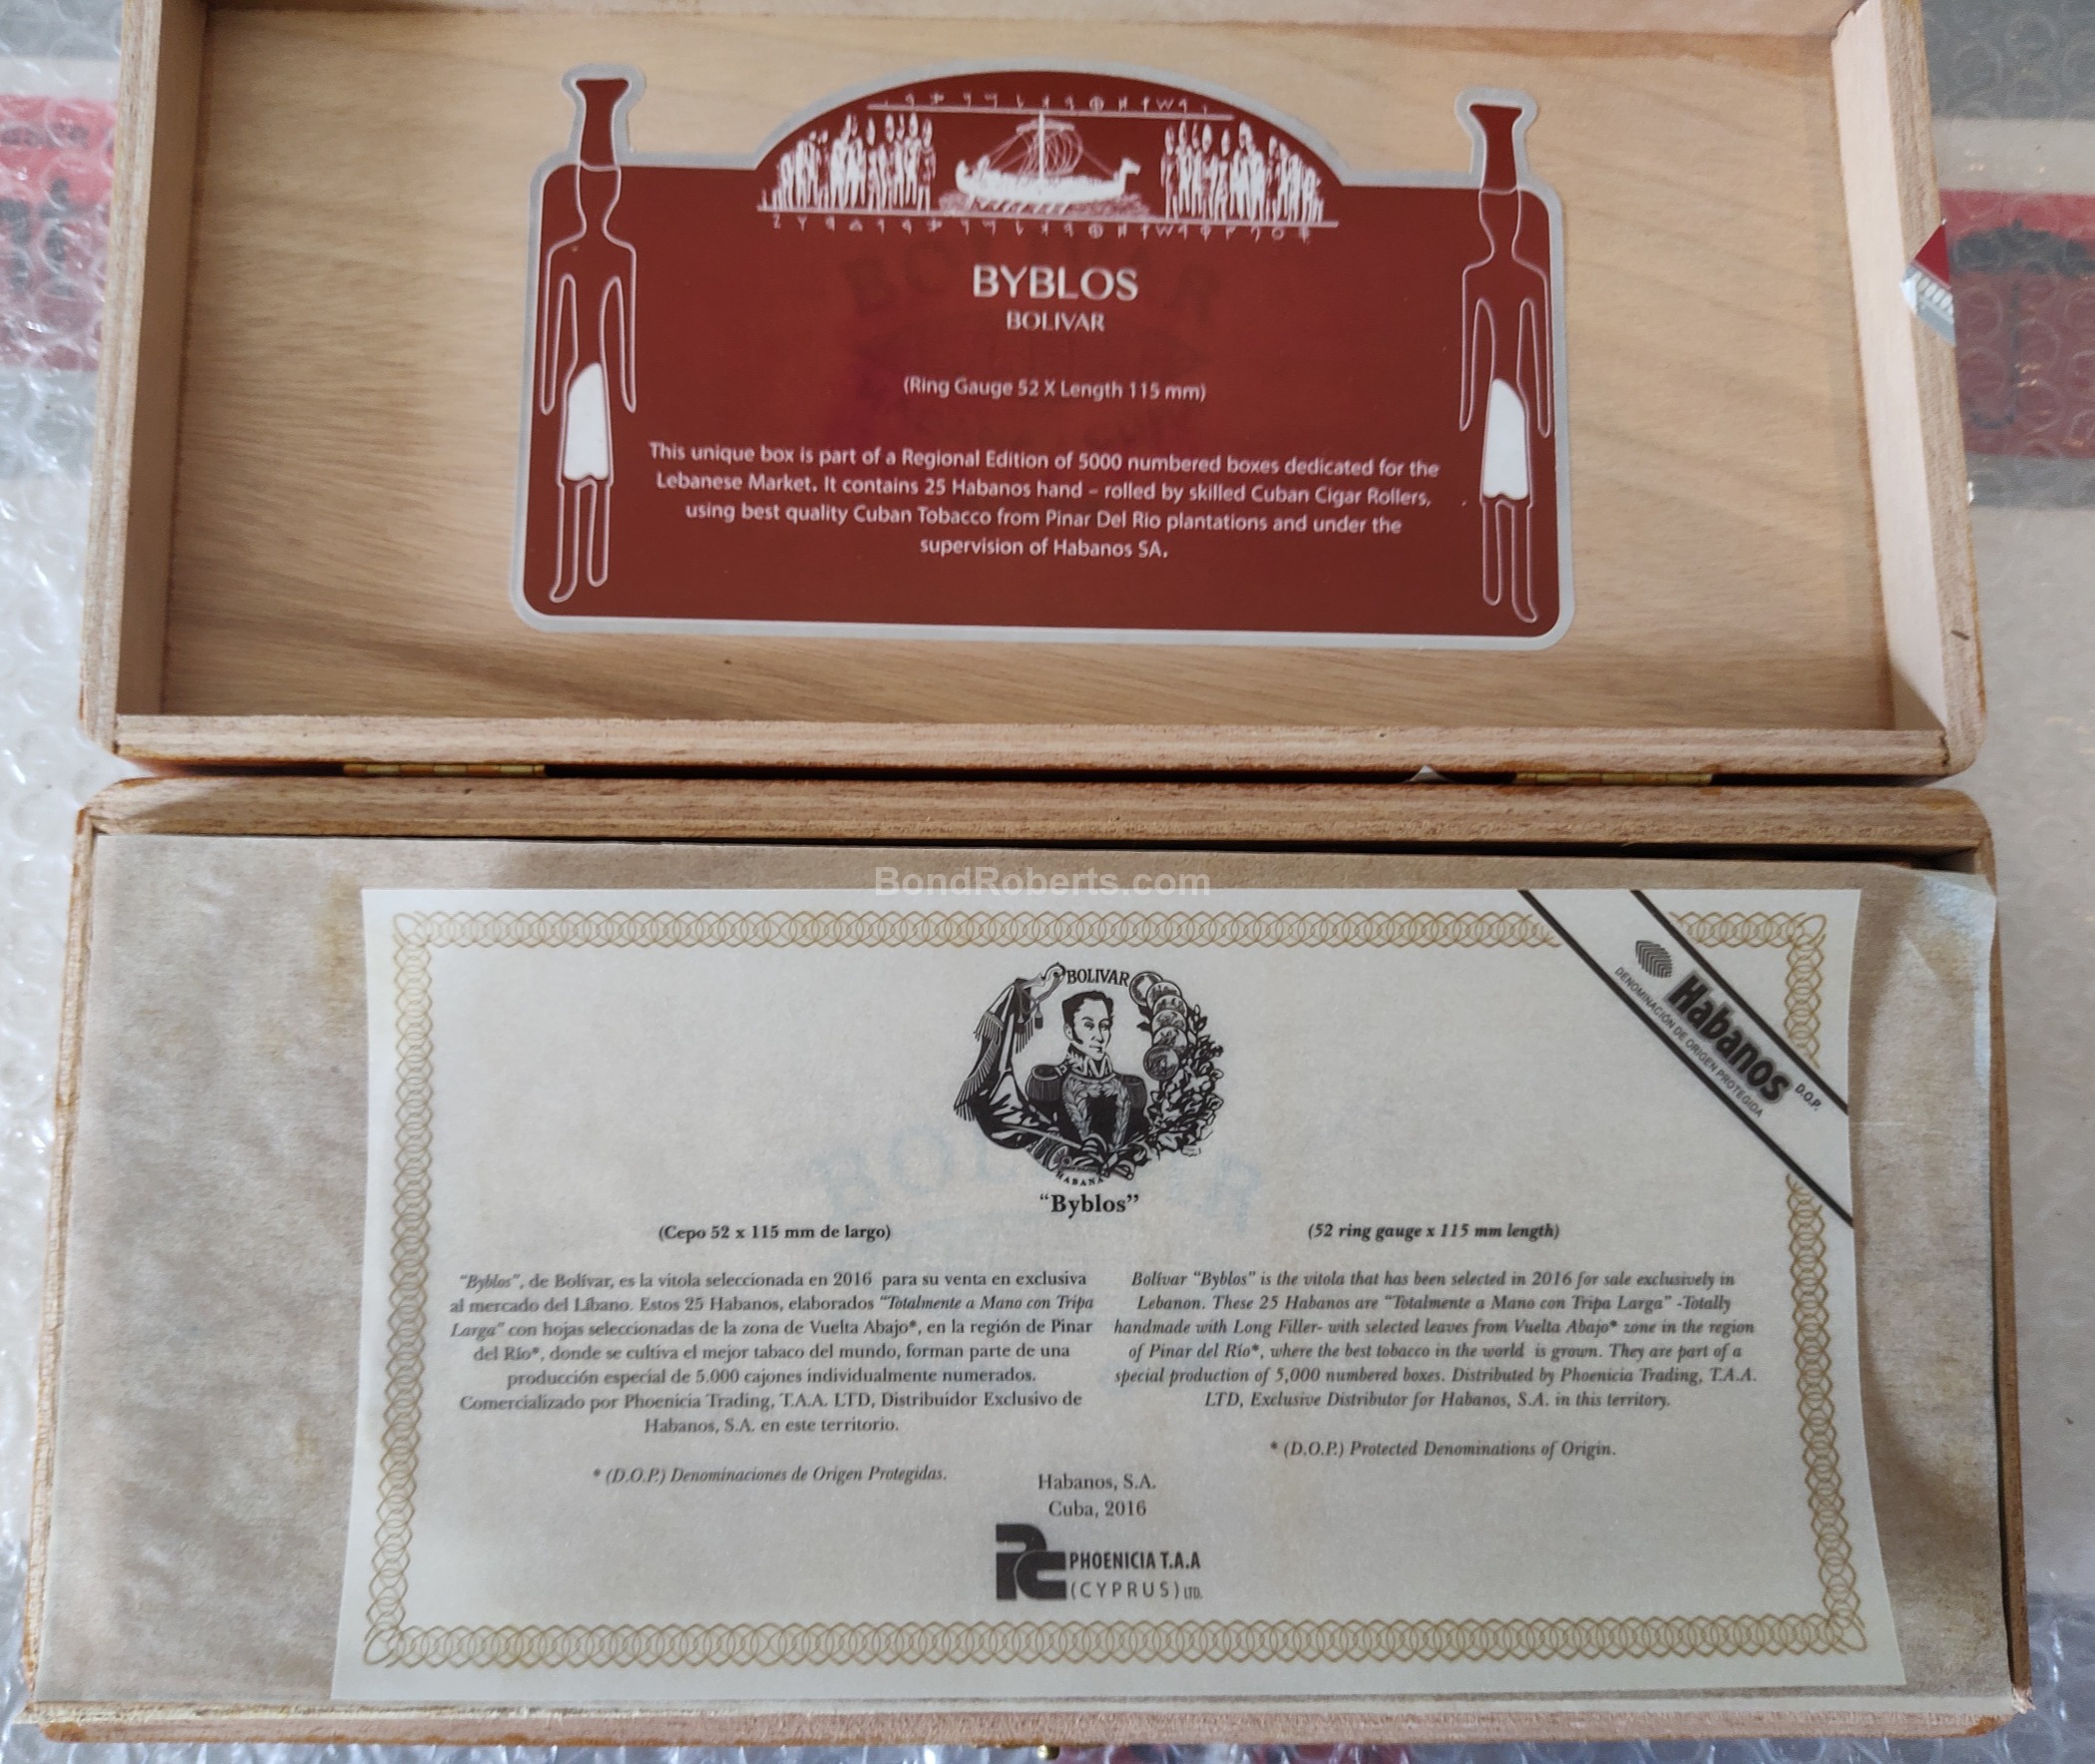 BYBLOS
BOLIVAR
(Ring Gauge 52 X Length 115 mm)
This unique box is part of a Regional Edition of 5000 numbered boxes dedicated for the
Lebanese Market. It contains 25 Habanos hand – rolled by skilled Cuban Cigar Rollers,
using best quality Cuban Tobacco from Pinar Del Rio plantations and under the
supervision of Habanos SA.
BondRoberts.com
BOLIVAR
HABANA
Habanos D.O.P.
DENOMINACIÓN DE ORIGEN PROTEGIDA
“Byblos”
(Cepo 52 x 115 mm de largo)
“Byblos”, de Bolívar, es la vitola seleccionada en 2016 para su venta en exclusiva
al mercado del Líbano. Estos 25 Habanos, elaborados “Totalmente a Mano con Tripa
Larga” con hojas seleccionadas de la zona de Vuelta Abajo*, en la región de Pinar
del Río*, donde se cultiva el mejor tabaco del mundo, forman parte de una
producción especial de 5.000 cajones individualmente numerados.
Comercializado por Phoenicia Trading, T.A.A. LTD, Distribuidor Exclusivo de
Habanos, S.A. en este territorio.
* (D.O.P.) Denominaciones de Origen Protegidas.
(52 ring gauge x 115 mm length)
Bolívar “Byblos” is the vitola that has been selected in 2016 for sale exclusively in
Lebanon. These 25 Habanos are “Totalmente a Mano con Tripa Larga” -Totally
handmade with Long Filler- with selected leaves from Vuelta Abajo* zone in the region
of Pinar del Río*, where the best tobacco in the world is grown. They are part of a
special production of 5,000 numbered boxes. Distributed by Phoenicia Trading, T.A.A.
LTD, Exclusive Distributor for Habanos, S.A. in this territory.
* (D.O.P.) Protected Denominations of Origin.
Habanos, S.A.
Cuba, 2016
PHOENICIA T.A.A
(CYPRUS) LTD.